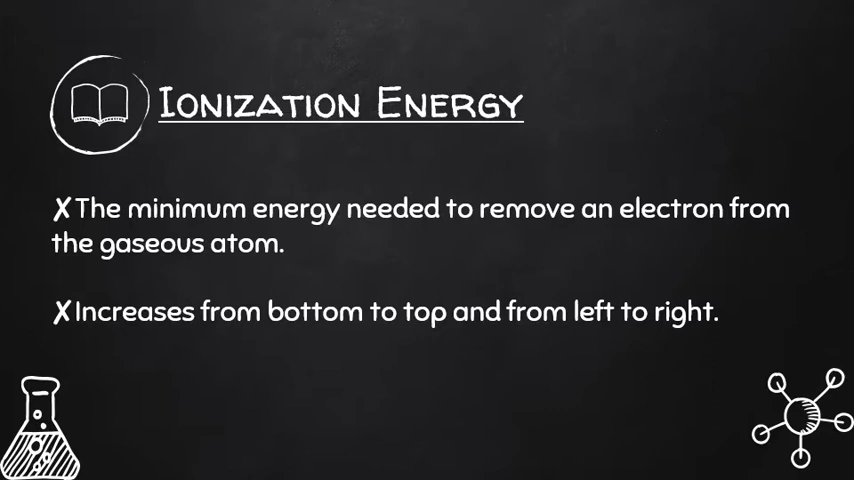 Ionization Energy
✗The minimum energy needed to remove an electron from
the gaseous atom.
✗Increases from bottom to top and from left to right.